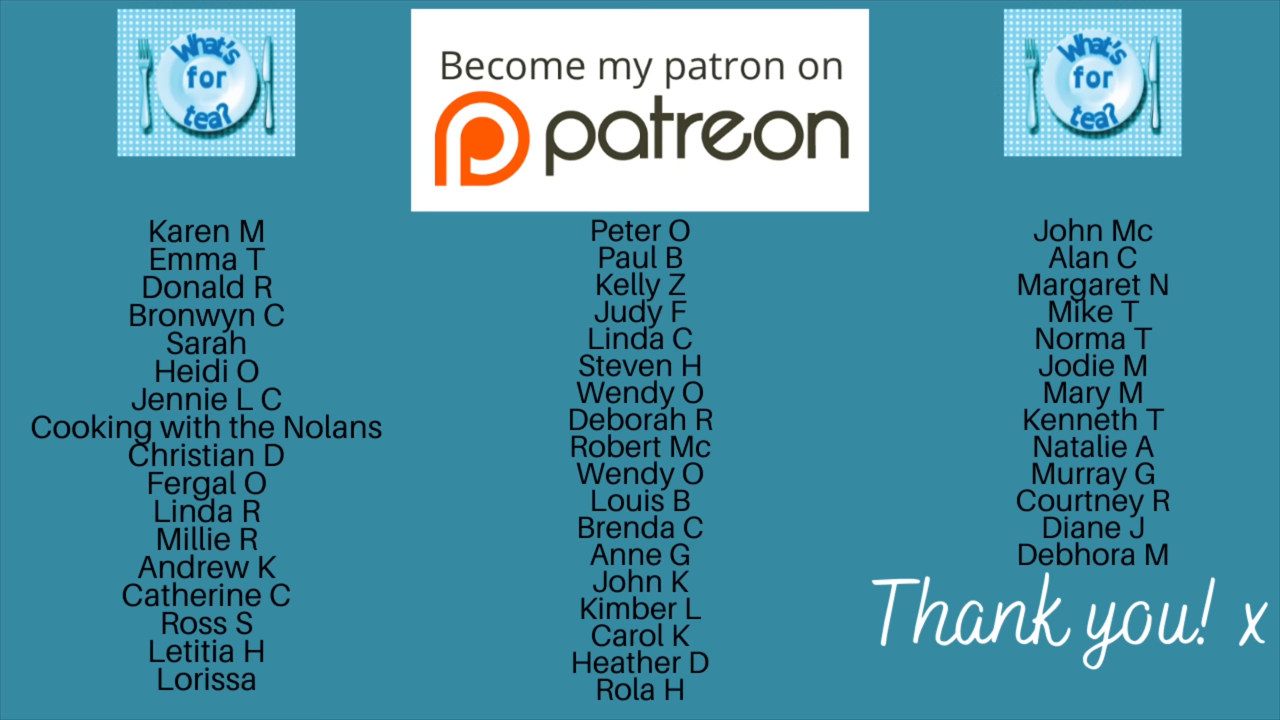 What's
for
tea?
Become my patron on
patreon
What's
for
tea?
Karen M
Emma T
Donald R
Bronwyn C
Sarah
Heidi O
Jennie L C
Cooking with the Nolans
Christian D
Fergal O
Linda R
Millie R
Andrew K
Catherine C
Ross S
Letitia H
Lorissa
Peter O
Paul B
Kelly Z
Judy F
Linda C
Steven H
Wendy O
Deborah R
Robert Mc
Wendy O
Louis B
Brenda C
Anne G
John K
Kimber L
Carol K
Heather D
Rola H
John Mc
Alan C
Margaret N
Mike T
Norma T
Jodie M
Mary M
Kenneth T
Natalie A
Murray G
Courtney R
Diane J
Debhora M
Thank you! x